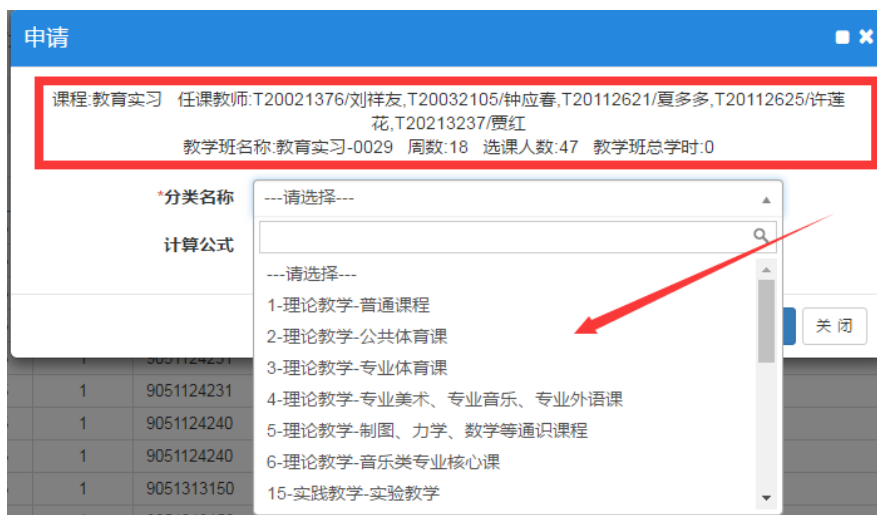 申请
课程:教育实习 任课教师:T20021376/刘祥友,T20032105/钟应春,T20112621/夏多多,T20112625/许莲
花,T20213237/贾红
教学班名称:教育实习-0029 周数:18 选课人数:47 教学班总学时:0
*分类名称 ---请选择---
计算公式
---请选择---
1-理论教学-普通课程
2-理论教学-公共体育课
关 闭
3-理论教学-专业体育课
1 9051124231
4-理论教学-专业美术、专业音乐、专业外语课
1 9051124240
5-理论教学-制图、力学、数学等通识课程
1 9051124240
6-理论教学-音乐类专业核心课
1 9051313150
15-实践教学-实验教学